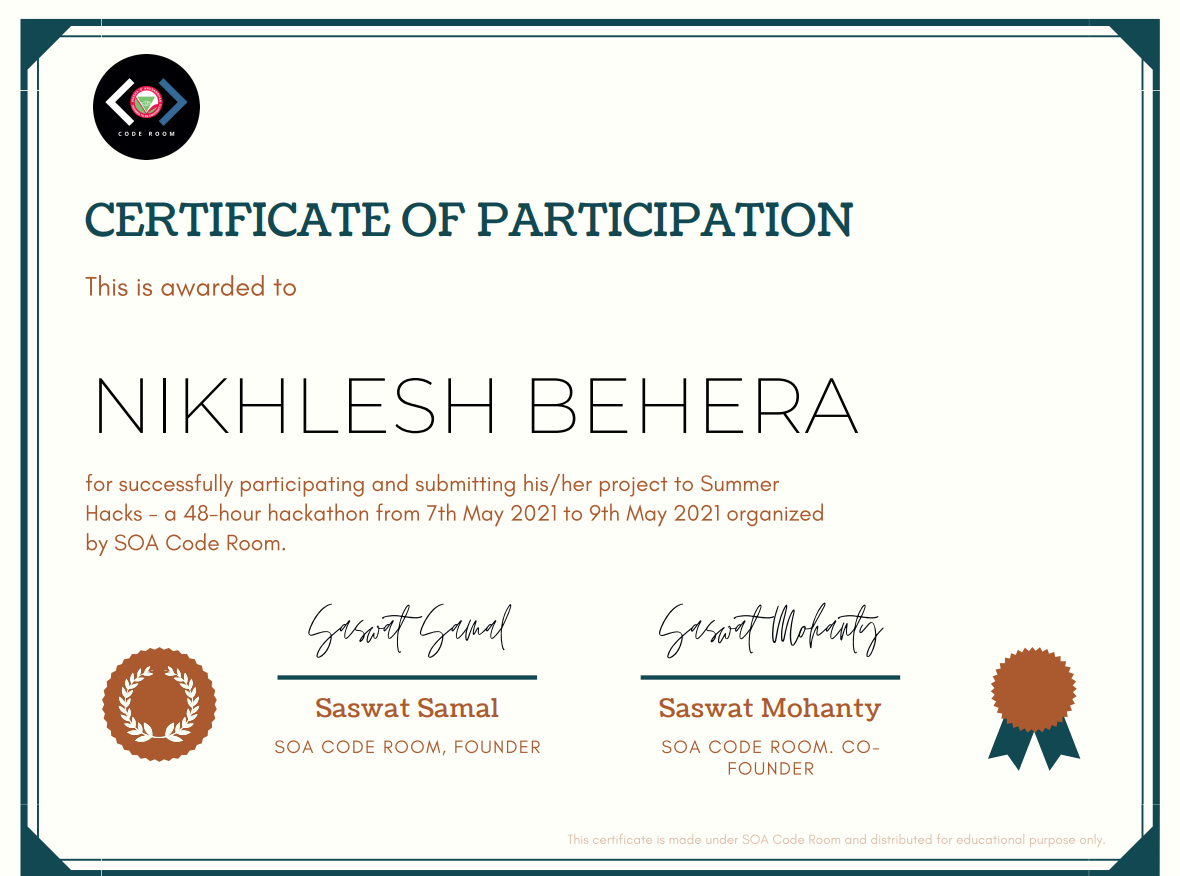 CODE ROOM
CERTIFICATE OF PARTICIPATION
This is awarded to
NIKHLESH BEHERA
for successfully participating and submitting his/her project to Summer
Hacks - a 48-hour hackathon from 7th May 2021 to 9th May 2021 organized
by SOA Code Room.
Saswat Samal
Saswat Mohanty
Saswat Samal
Saswat Mohanty
SOA CODE ROOM, FOUNDER
SOA CODE ROOM. CO-
FOUNDER
This certificate is made under SOA Code Room and distributed for educational purpose only.